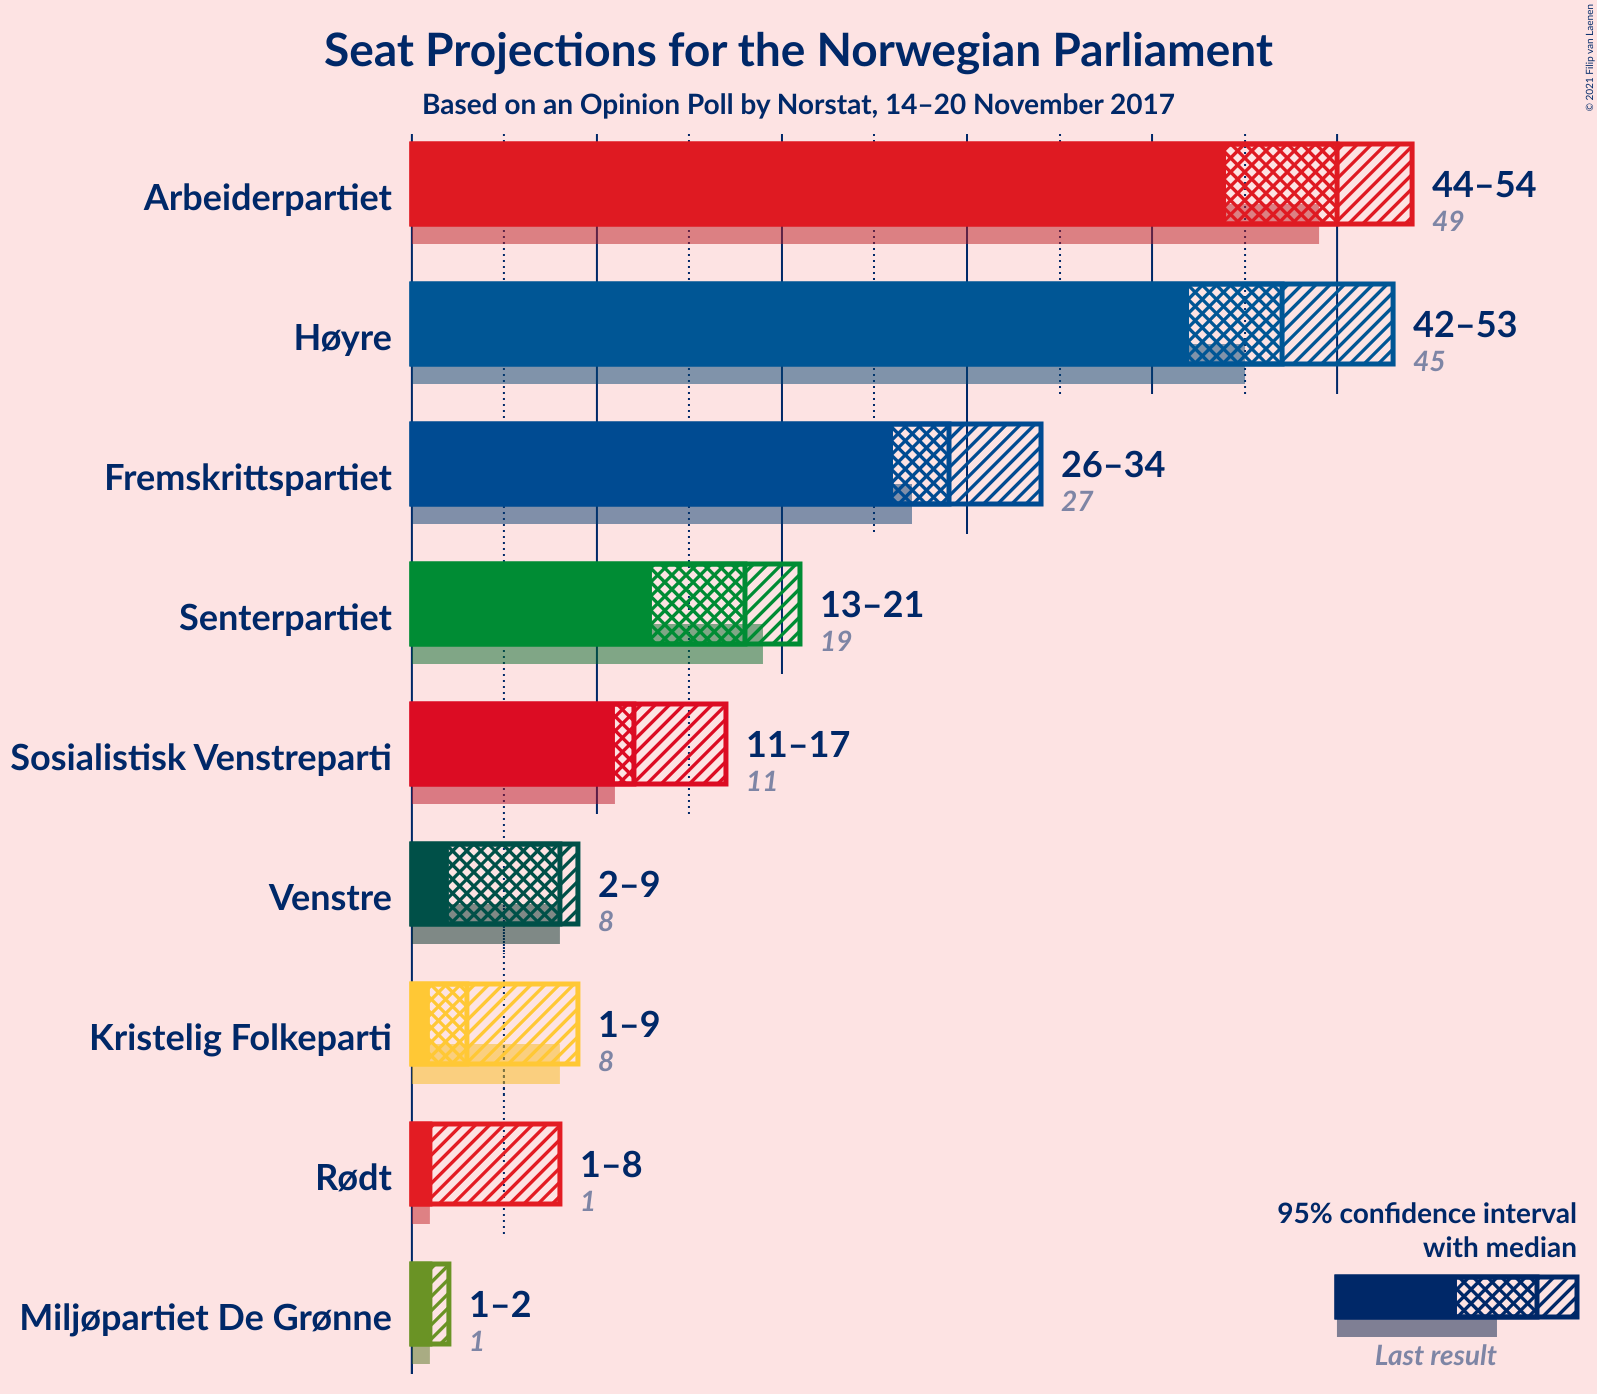 Seat Projections for the Norwegian Parliament
Based on an Opinion Poll by Norstat, 14–20 November 2017
© 2021 Filip van Laenen
Arbeiderpartiet
44–54
49
Høyre
42–53
45
Fremskrittspartiet
26–34
27
Senterpartiet
13–21
19
Sosialistisk Venstreparti
11–17
11
Venstre
2–9
8
Kristelig Folkeparti
1–9
8
Rødt
1–8
1
Miljøpartiet De Grønne
1–2
1
95% confidence interval
with median
Last result